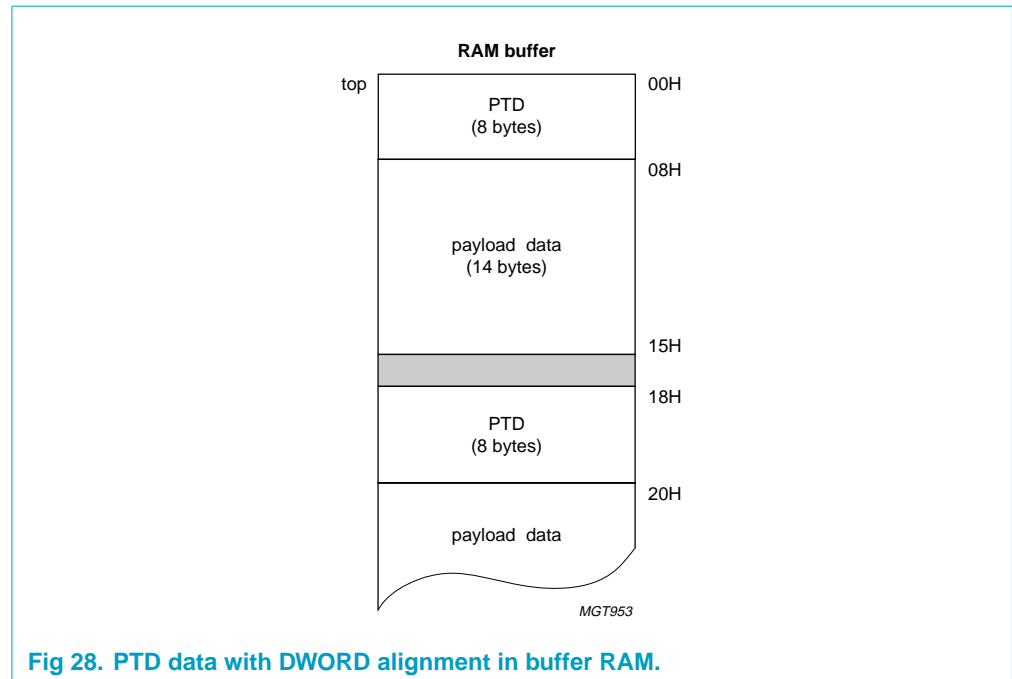 RAM buffer
top
00H
PTD
(8 bytes)
08H
payload data
(14 bytes)
15H
18H
PTD
(8 bytes)
20H
payload data
MGT953
Fig 28. PTD data with DWORD alignment in buffer RAM.